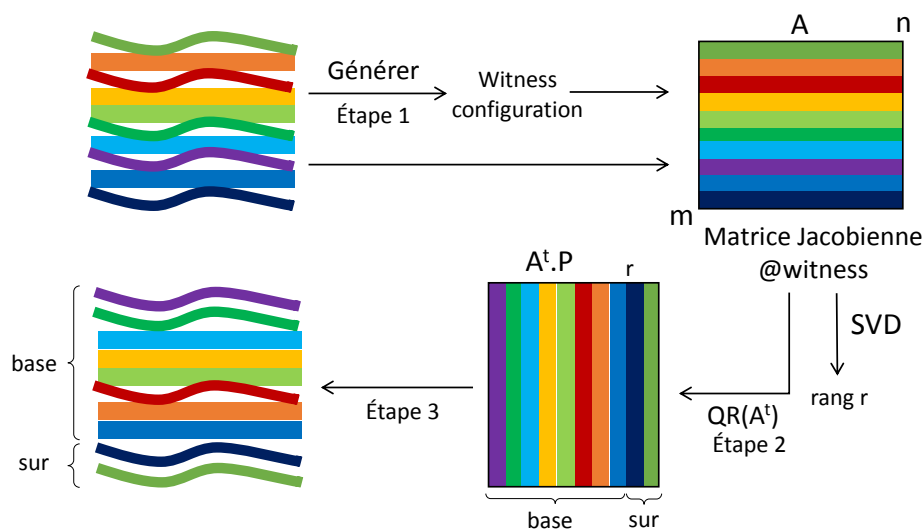 A
n
Générer
Étape 1
Witness
configuration
m
Matrice Jacobienne
@witness
Aᵗ.P
r
SVD
base
rang r
Étape 3
QR(Aᵗ)
Étape 2
sur
base
sur